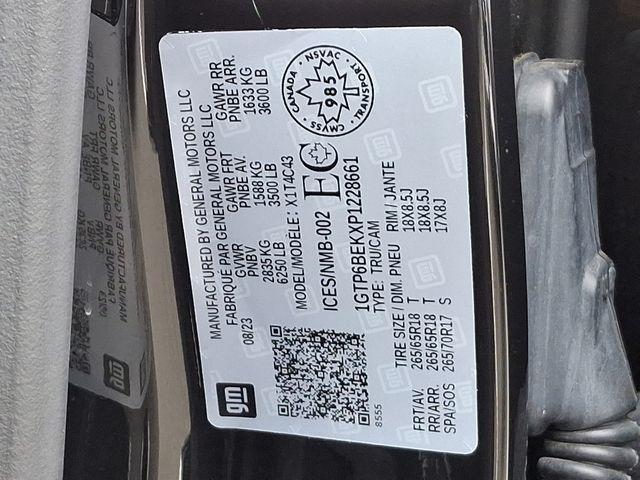 gm
MANUFACTURED BY GENERAL MOTORS LLC
FABRIQUE PAR GENERAL MOTORS LLC
08/23
GVWR
PNBV
2835 KG
6250 LB
GAWR FRT
PNBE AV.
1588 KG
3500 LB
GAWR RR
PNBE ARR.
1633 KG
3600 LB
MODEL/MODELE: X1T4C43
ICES/NMB-002
EC
CANADA · NSVAC · TRANSPORT · CMVSS
985
1GTP6BEKXP1228661
TYPE: TRU/CAM
8555
TIRE SIZE / DIM. PNEU RIM / JANTE
FRT/AV. 265/65R18 T 18X8.5J
RR/ARR. 265/65R18 T 18X8.5J
SPA/SOS 265/70R17 S 17X8J